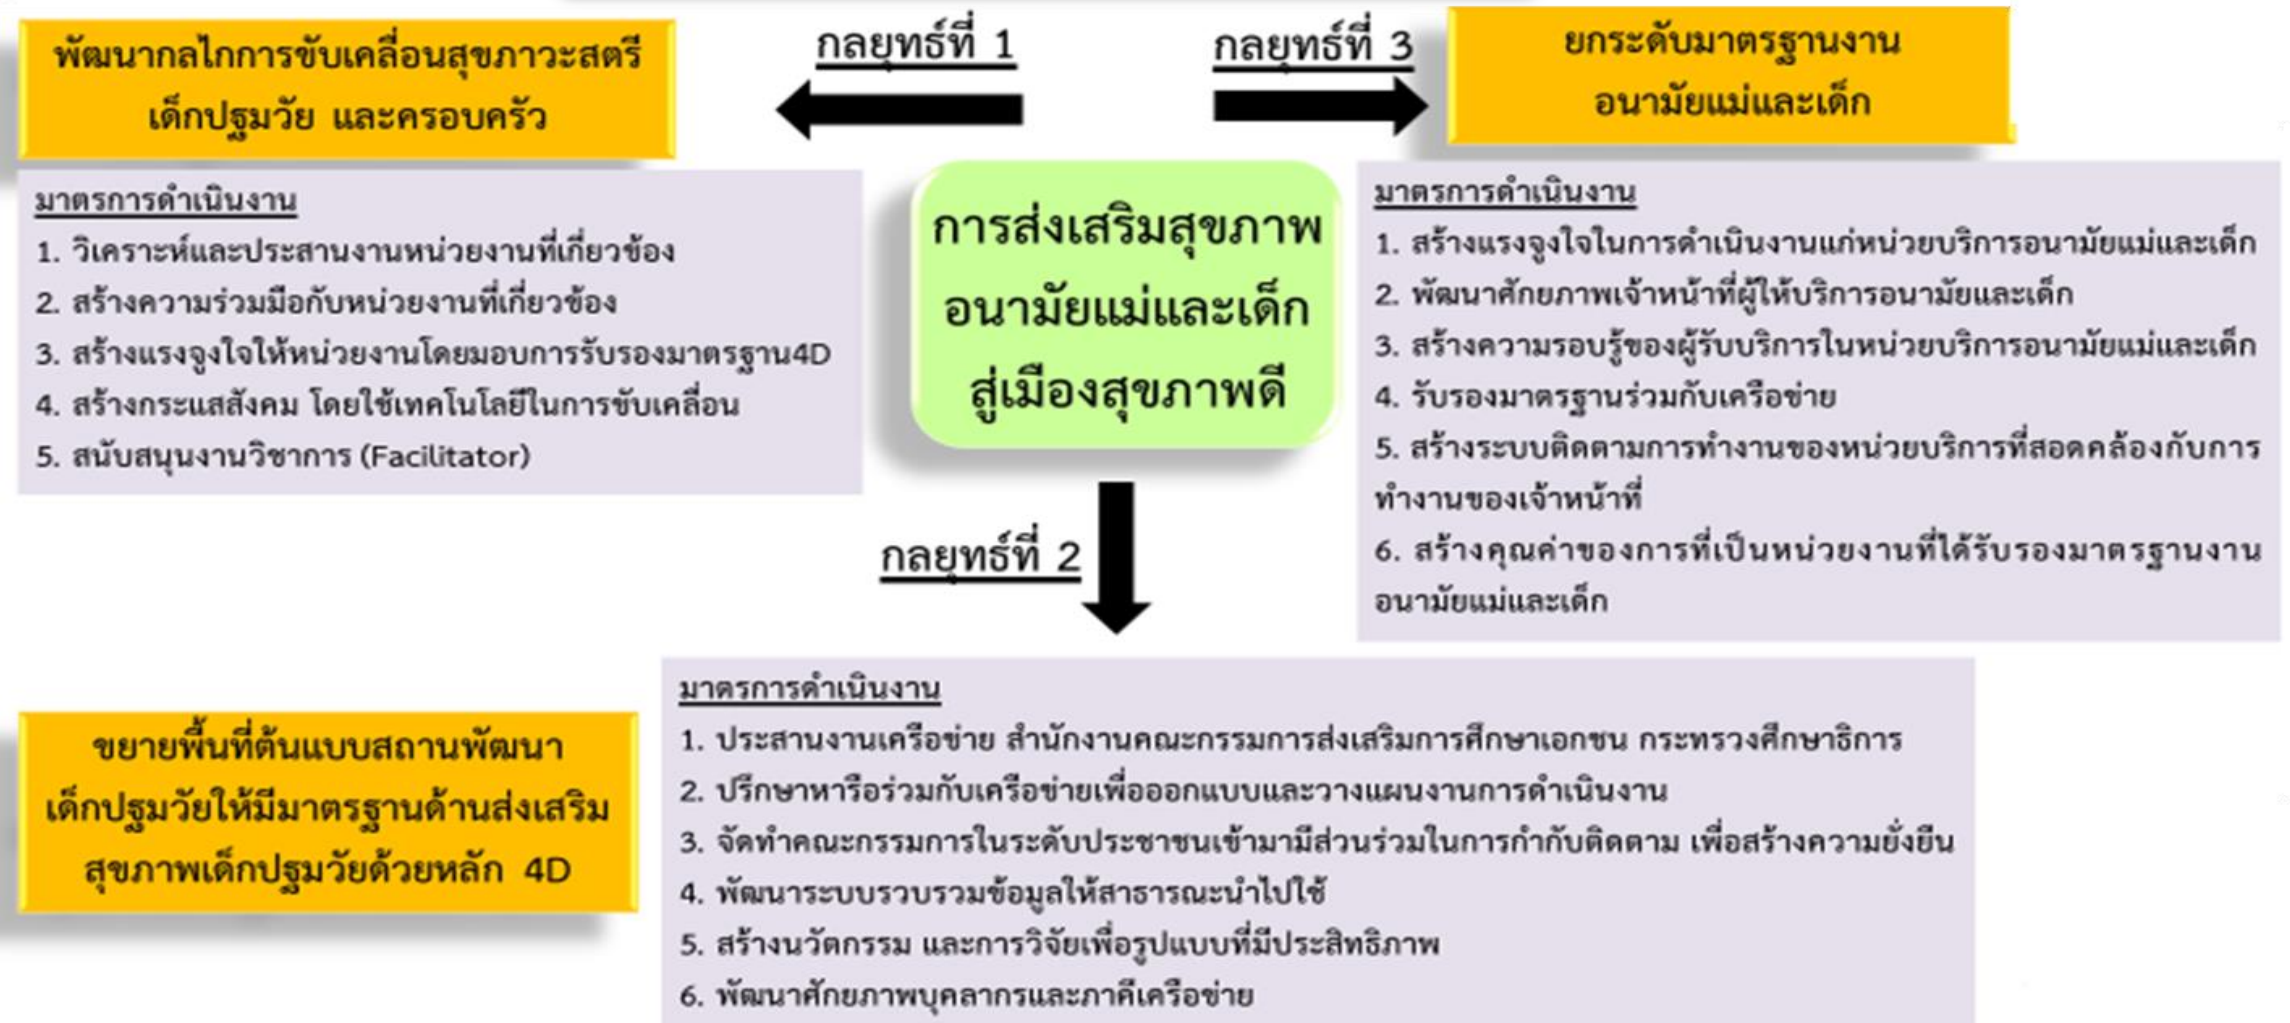 กลยุทธ์ที่ 1
พัฒนากลไกการขับเคลื่อนสุขภาวะสตรี
เด็กปฐมวัย และครอบครัว
มาตรการดำเนินงาน
1. วิเคราะห์และประสานงานหน่วยงานที่เกี่ยวข้อง
2. สร้างความร่วมมือกับหน่วยงานที่เกี่ยวข้อง
3. สร้างแรงจูงใจให้หน่วยงานโดยมอบการรับรองมาตรฐาน4D
4. สร้างกระแสสังคม โดยใช้เทคโนโลยีในการขับเคลื่อน
5. สนับสนุนงานวิชาการ (Facilitator)
การส่งเสริมสุขภาพ
อนามัยแม่และเด็ก
สู่เมืองสุขภาพดี
กลยุทธ์ที่ 3
ยกระดับมาตรฐานงาน
อนามัยแม่และเด็ก
มาตรการดำเนินงาน
1. สร้างแรงจูงใจในการดำเนินงานแก่หน่วยบริการอนามัยแม่และเด็ก
2. พัฒนาศักยภาพเจ้าหน้าที่ผู้ให้บริการอนามัยและเด็ก
3. สร้างความรอบรู้ของผู้รับบริการในหน่วยบริการอนามัยแม่และเด็ก
4. รับรองมาตรฐานร่วมกับเครือข่าย
5. สร้างระบบติดตามการทำงานของหน่วยบริการที่สอดคล้องกับการ
ทำงานของเจ้าหน้าที่
6. สร้างคุณค่าของการที่เป็นหน่วยงานที่ได้รับรองมาตรฐานงาน
อนามัยแม่และเด็ก
กลยุทธ์ที่ 2
ขยายพื้นที่ต้นแบบสถานพัฒนา
เด็กปฐมวัยให้มีมาตรฐานด้านส่งเสริม
สุขภาพเด็กปฐมวัยด้วยหลัก 4D
มาตรการดำเนินงาน
1. ประสานงานเครือข่าย สำนักงานคณะกรรมการส่งเสริมการศึกษาเอกชน กระทรวงศึกษาธิการ
2. ปรึกษาหารือร่วมกับเครือข่ายเพื่อออกแบบและวางแผนงานการดำเนินงาน
3. จัดทำคณะกรรมการในระดับประชาชนเข้ามามีส่วนร่วมในการกำกับติดตาม เพื่อสร้างความยั่งยืน
4. พัฒนาระบบรวบรวมข้อมูลให้สาธารณะนำไปใช้
5. สร้างนวัตกรรม และการวิจัยเพื่อรูปแบบที่มีประสิทธิภาพ
6. พัฒนาศักยภาพบุคลากรและภาคีเครือข่าย